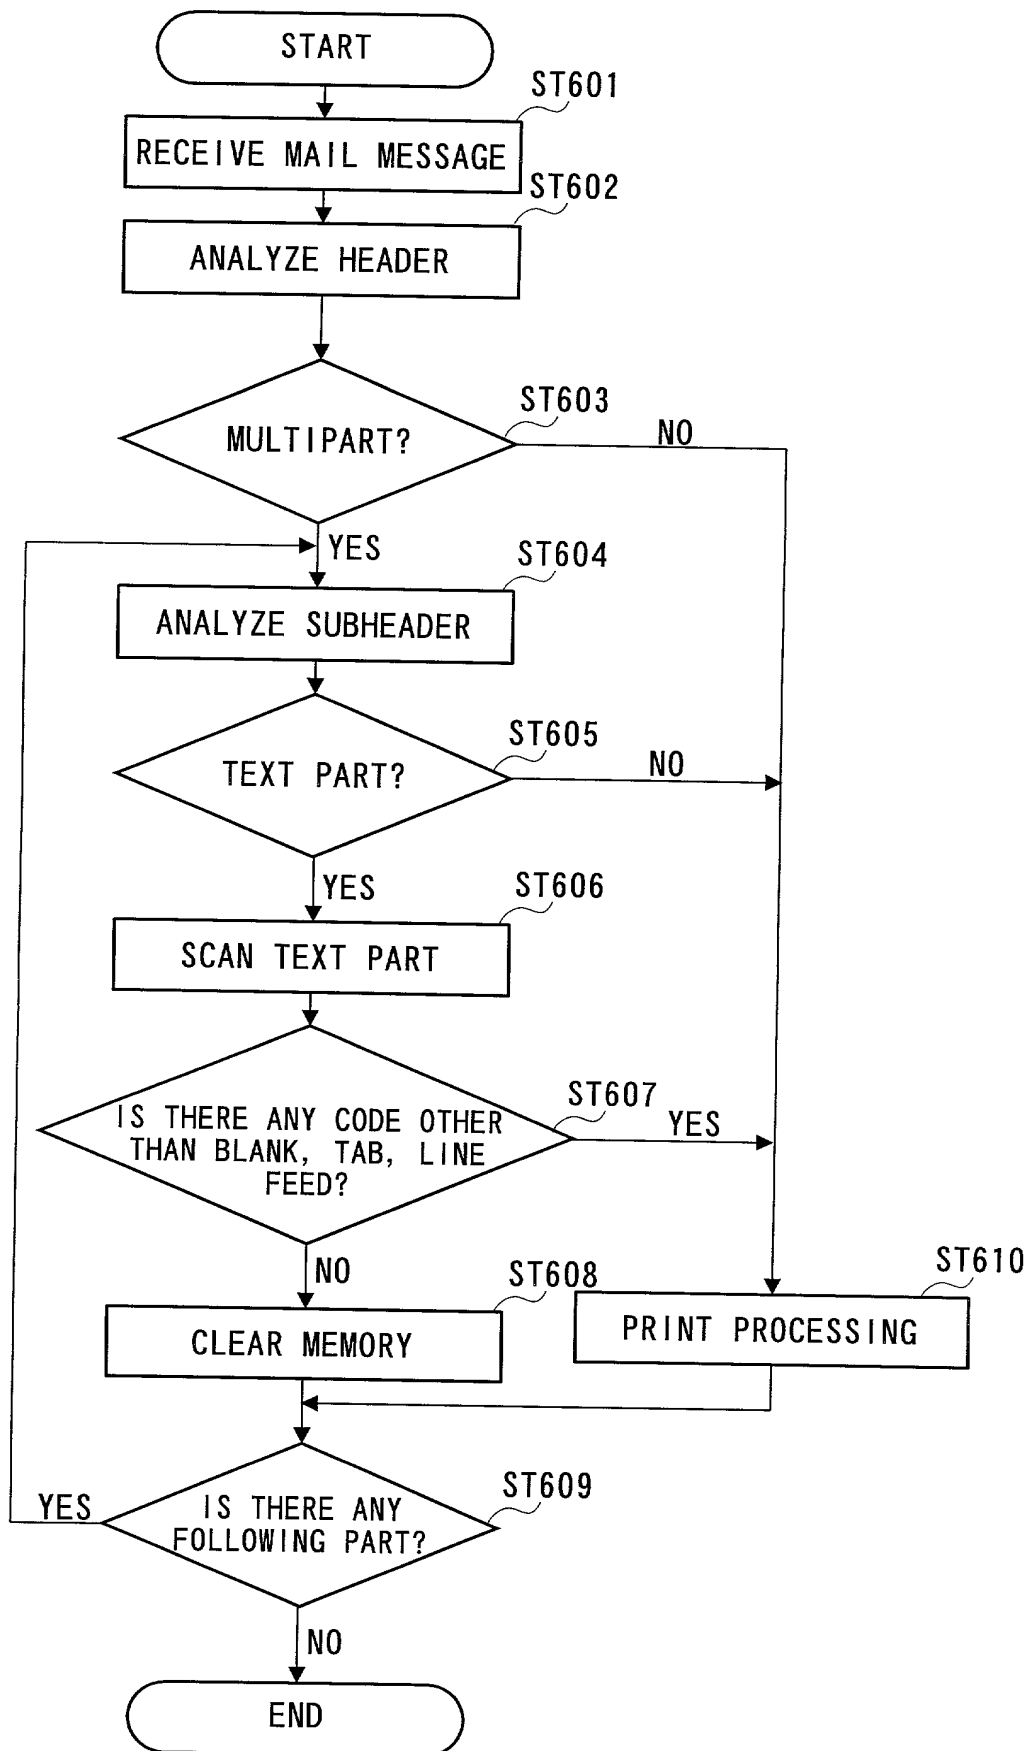 START
ST601
RECEIVE MAIL MESSAGE
ST602
ANALYZE HEADER
ST603
MULTIPART?
NO
YES
ST604
ANALYZE SUBHEADER
ST605
TEXT PART?
NO
YES
ST606
SCAN TEXT PART
ST607
IS THERE ANY CODE OTHER
THAN BLANK, TAB, LINE
FEED?
YES
NO
ST608
CLEAR MEMORY
ST610
PRINT PROCESSING
ST609
IS THERE ANY
FOLLOWING PART?
YES
NO
END